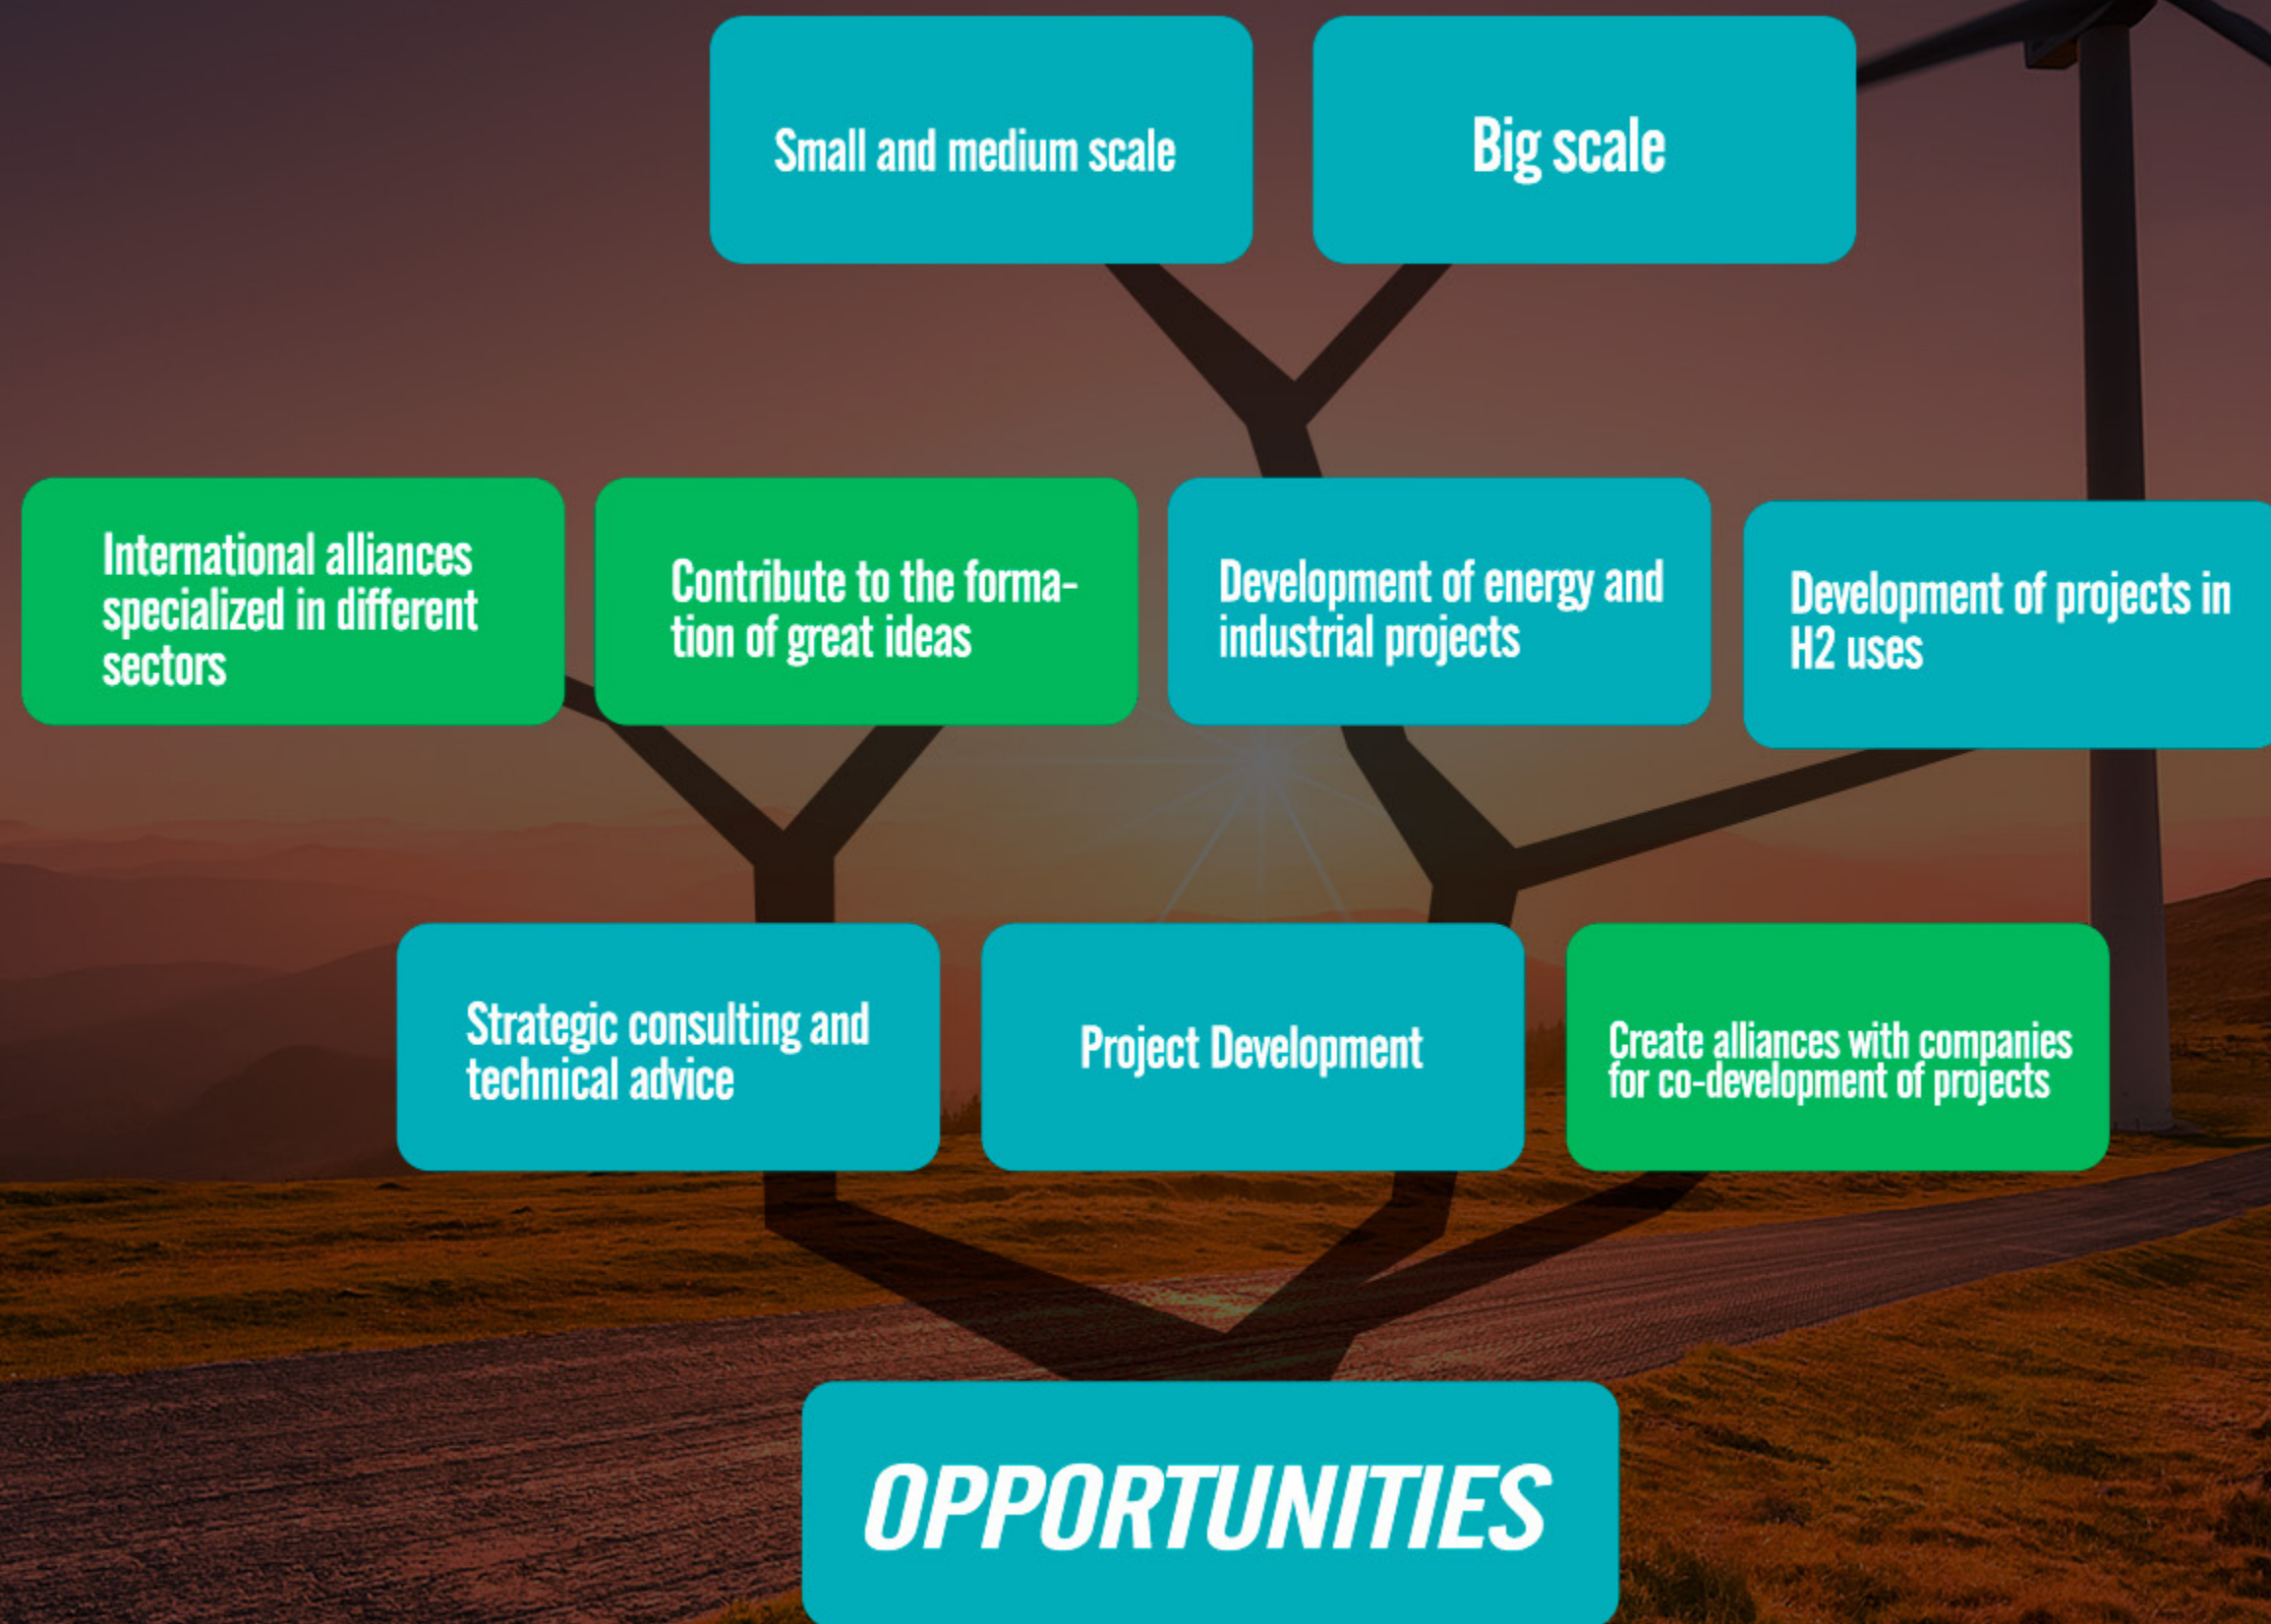 Small and medium scale
Big scale
International alliances
specialized in different
sectors
Contribute to the forma-
tion of great ideas
Development of energy and
industrial projects
Development of projects in
H2 uses
Strategic consulting and
technical advice
Project Development
Create alliances with companies
for co-development of projects
OPPORTUNITIES